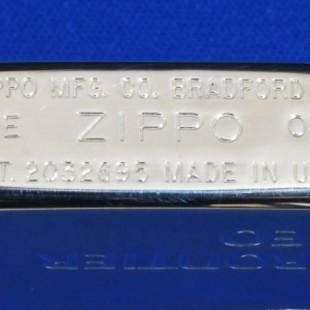 PPO MFG. CO. BRADFORD
E ZIPPO O
T. 2032695 MADE IN U